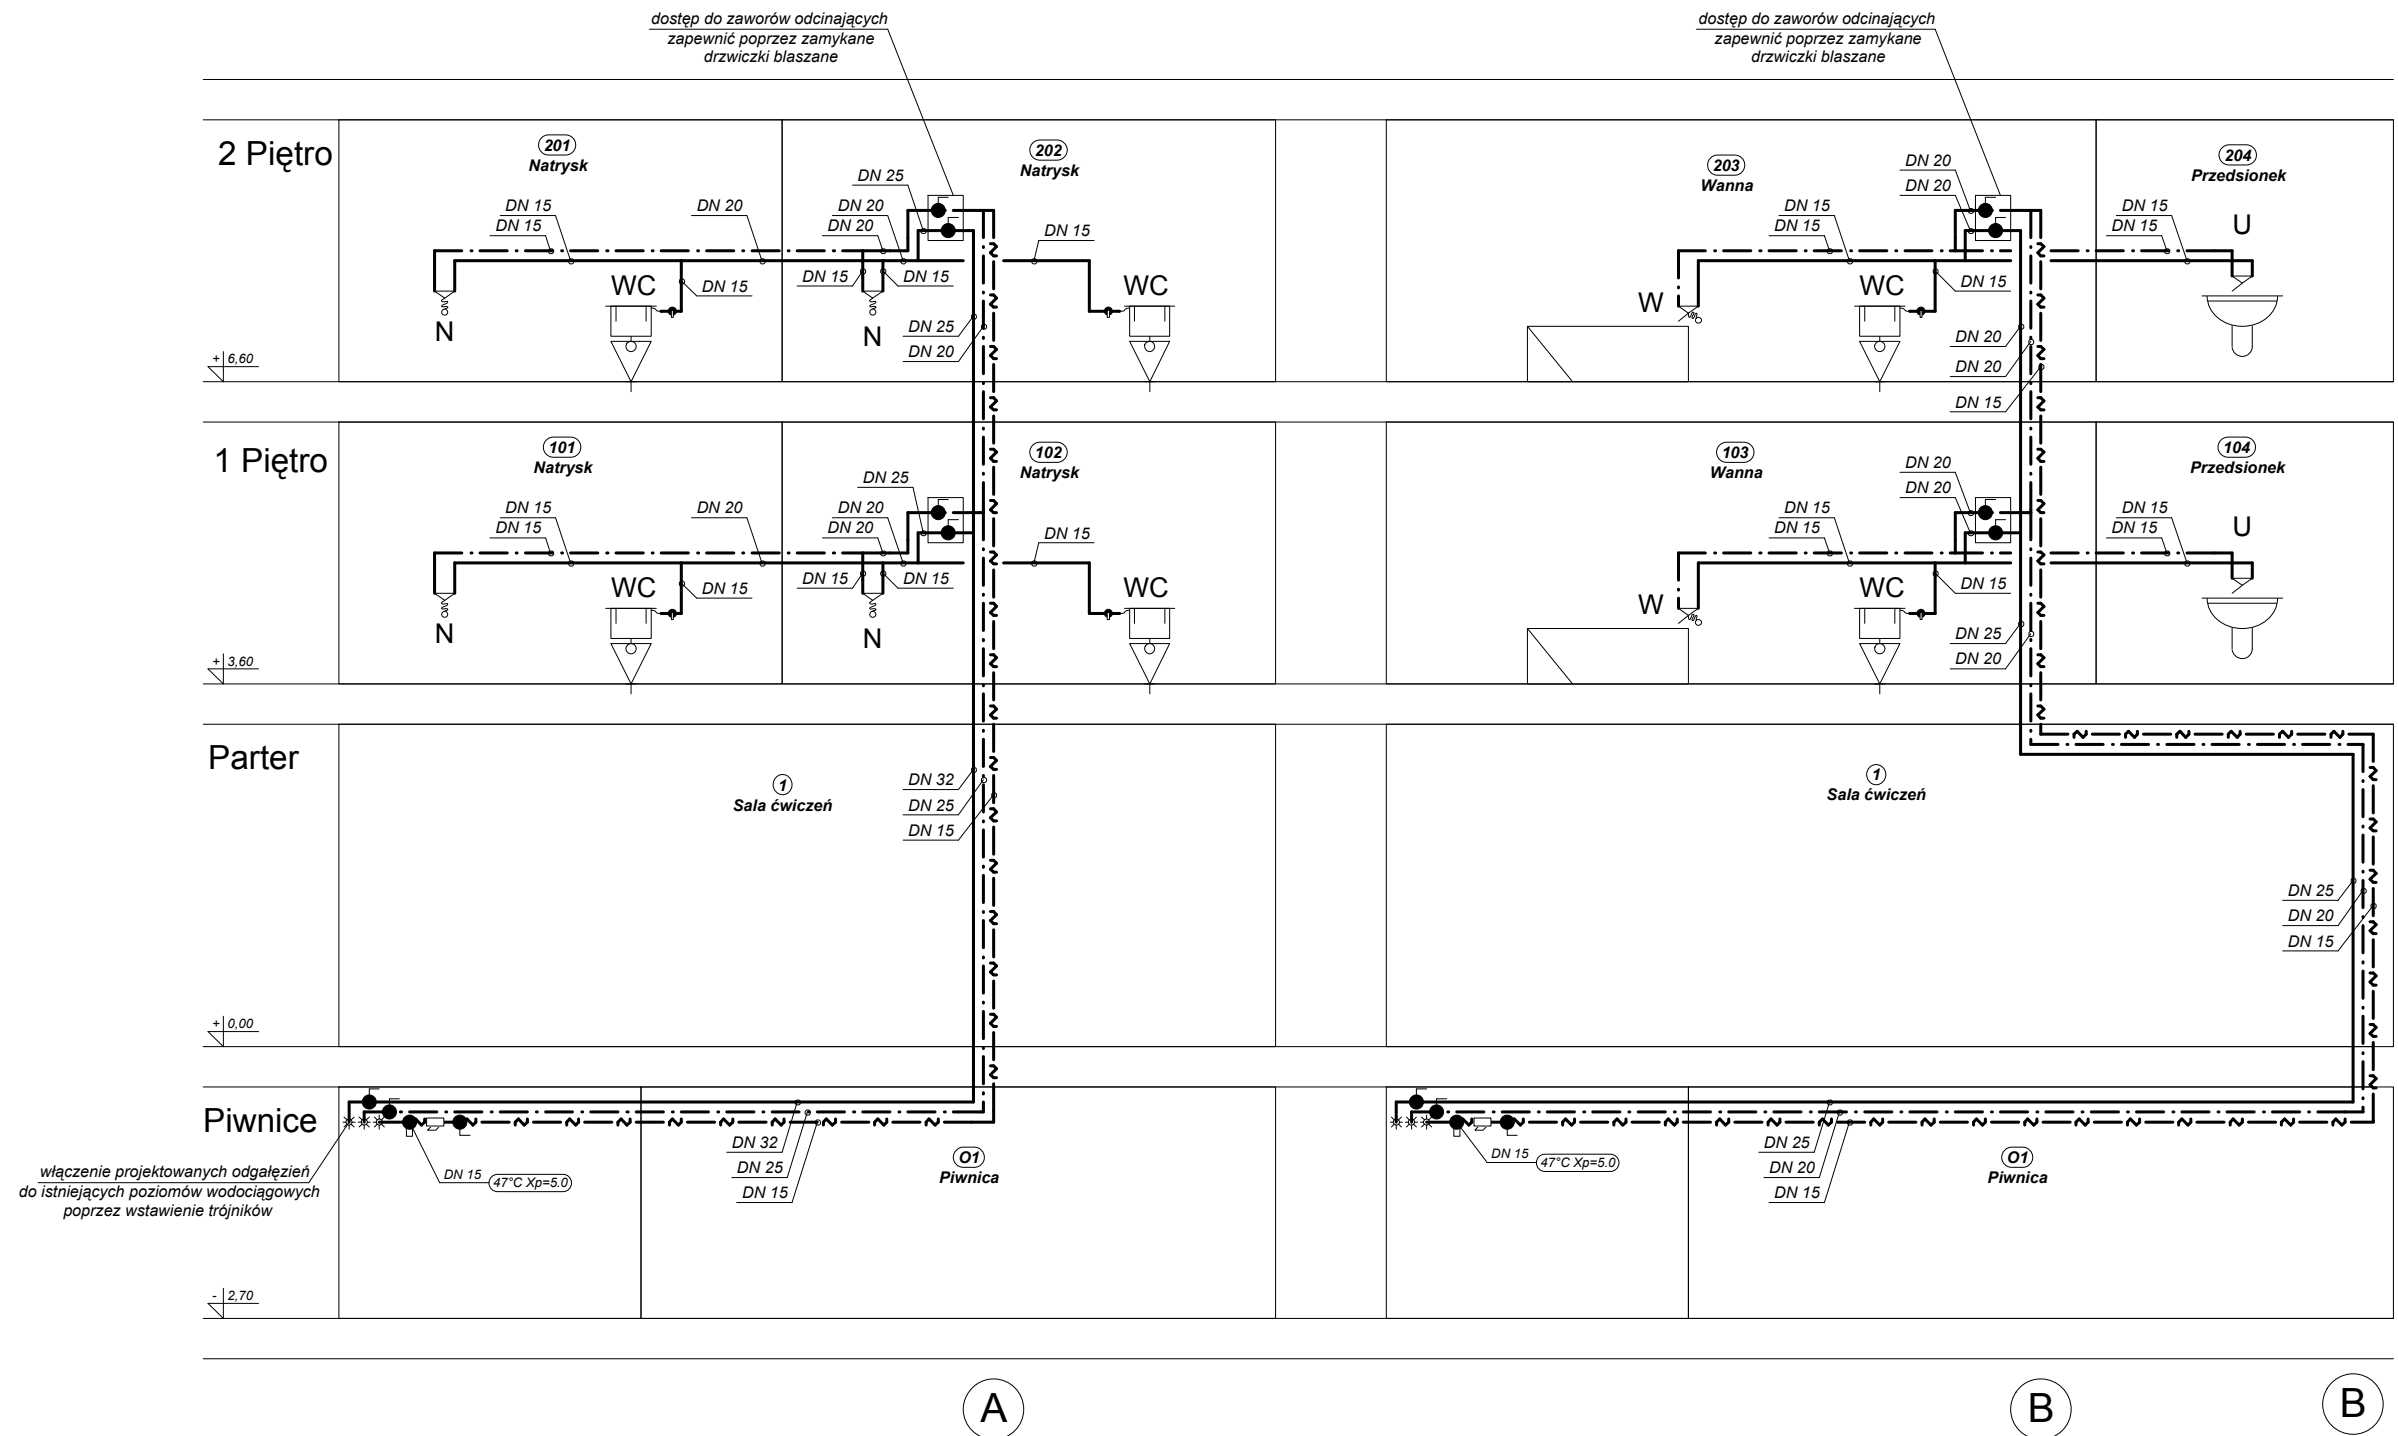 dostęp do zaworów odcinających
zapewnić poprzez zamykane
drzwiczki blaszane
dostęp do zaworów odcinających
zapewnić poprzez zamykane
drzwiczki blaszane
2 Piętro
201
Natrysk
202
Natrysk
203
Wanna
204
Przedsionek
DN 25
DN 20
DN 20
DN 15
DN 15
DN 20
DN 20
DN 20
DN 15
DN 15
DN 15
DN 15
DN 15
DN 15
U
WC
DN 15
DN 15
DN 15
WC
W
WC
DN 15
N
N
DN 25
DN 20
DN 20
DN 20
DN 15
+ 6,60
1 Piętro
101
Natrysk
102
Natrysk
103
Wanna
104
Przedsionek
DN 25
DN 20
DN 20
DN 15
DN 15
DN 20
DN 20
DN 20
DN 15
DN 15
DN 15
DN 15
DN 15
DN 15
U
WC
DN 15
DN 15
DN 15
WC
W
WC
DN 15
N
N
DN 25
DN 20
+ 3,60
Parter
1
Sala ćwiczeń
DN 32
DN 25
DN 15
1
Sala ćwiczeń
DN 25
DN 20
DN 15
+ 0,00
Piwnice
włączenie projektowanych odgałęzień
do istniejących poziomów wodociągowych
poprzez wstawienie trójników
DN 15
47°C Xp=5.0
DN 32
DN 25
DN 15
O1
Piwnica
DN 15
47°C Xp=5.0
DN 25
DN 20
DN 15
O1
Piwnica
- 2,70
A
B
B